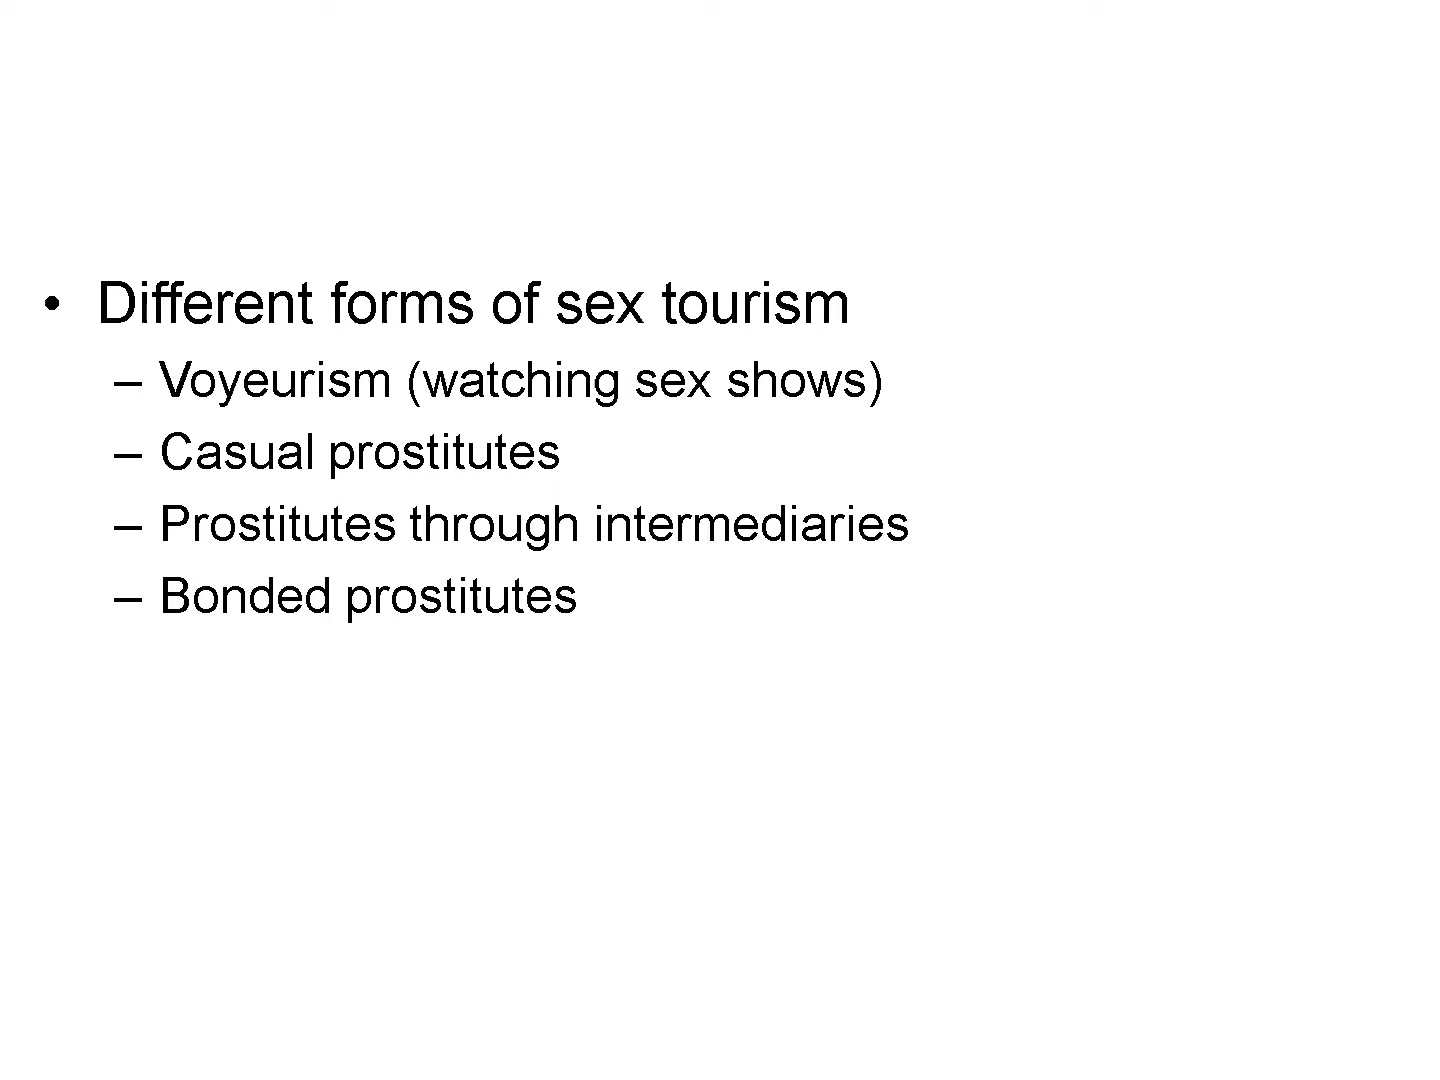 • Different forms of sex tourism
– Voyeurism (watching sex shows)
– Casual prostitutes
– Prostitutes through intermediaries
– Bonded prostitutes